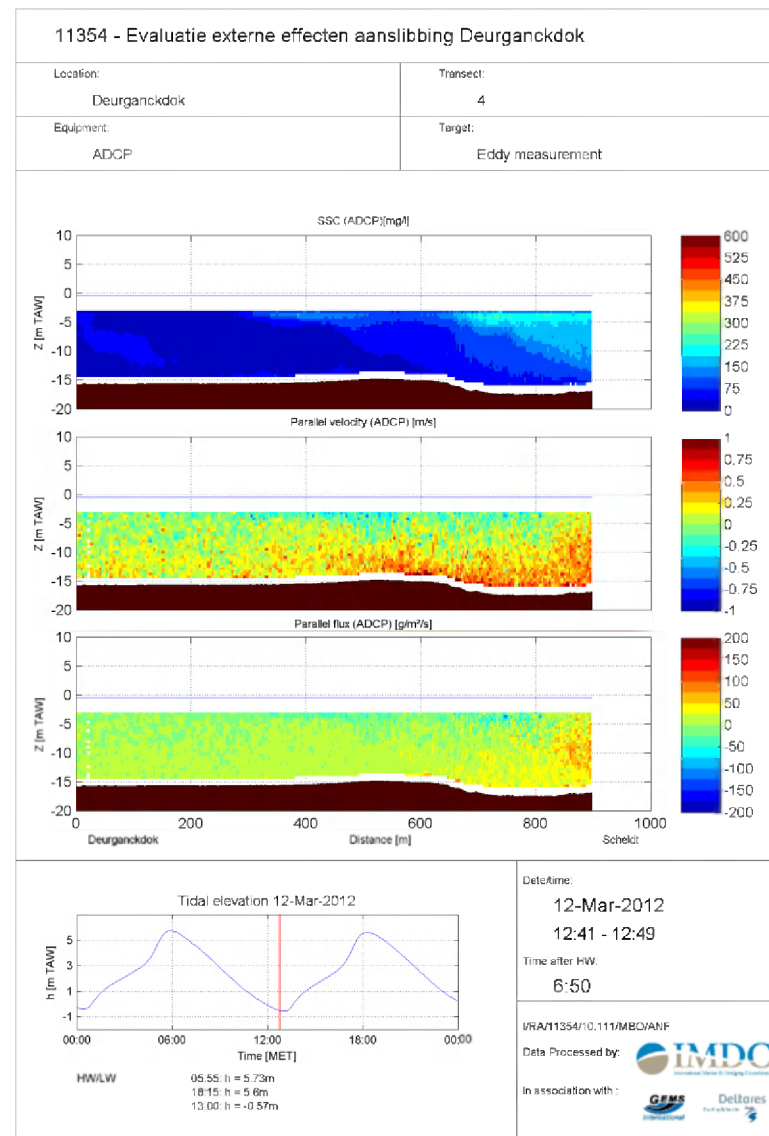 11354 - Evaluatie externe effecten aanslibbing Deurganckdok
Location:
Deurganckdok
Transect:
4
Equipment:
ADCP
Target:
Eddy measurement
SSC (ADCP)[mg/l]
10
5
0
-5
-10
-15
-20
Z [m TAW]
600
525
450
375
300
225
150
75
0
Parallel velocity (ADCP) [m/s]
10
5
0
-5
-10
-15
-20
Z [m TAW]
1
0.75
0.5
0.25
0
-0.25
-0.5
-0.75
-1
Parallel flux (ADCP) [g/m²/s]
10
5
0
-5
-10
-15
-20
Z [m TAW]
200
150
100
50
0
-50
-100
-150
-200
0 200 400 600 800 1000
Deurganckdok Distance [m] Scheldt
Tidal elevation 12-Mar-2012
h [m TAW]
5
3
1
-1
00:00 06:00 12:00 18:00 00:00
Time [MET]
HW/LW
05:55: h = 5.73m
18:15: h = 5.6m
13:00: h = -0.57m
Date/time:
12-Mar-2012
12:41 - 12:49
Time after HW:
6:50
I/RA/11354/10.111/MBO/ANF
Data Processed by:
IMDC
In association with :
GEMS
International
Deltares